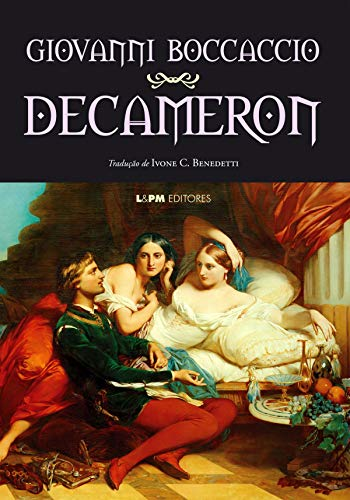 GIOVANNI BOCCACCIO
DECAMERON
Tradução de IVONE C. BENEDETTI
L&PM EDITORES